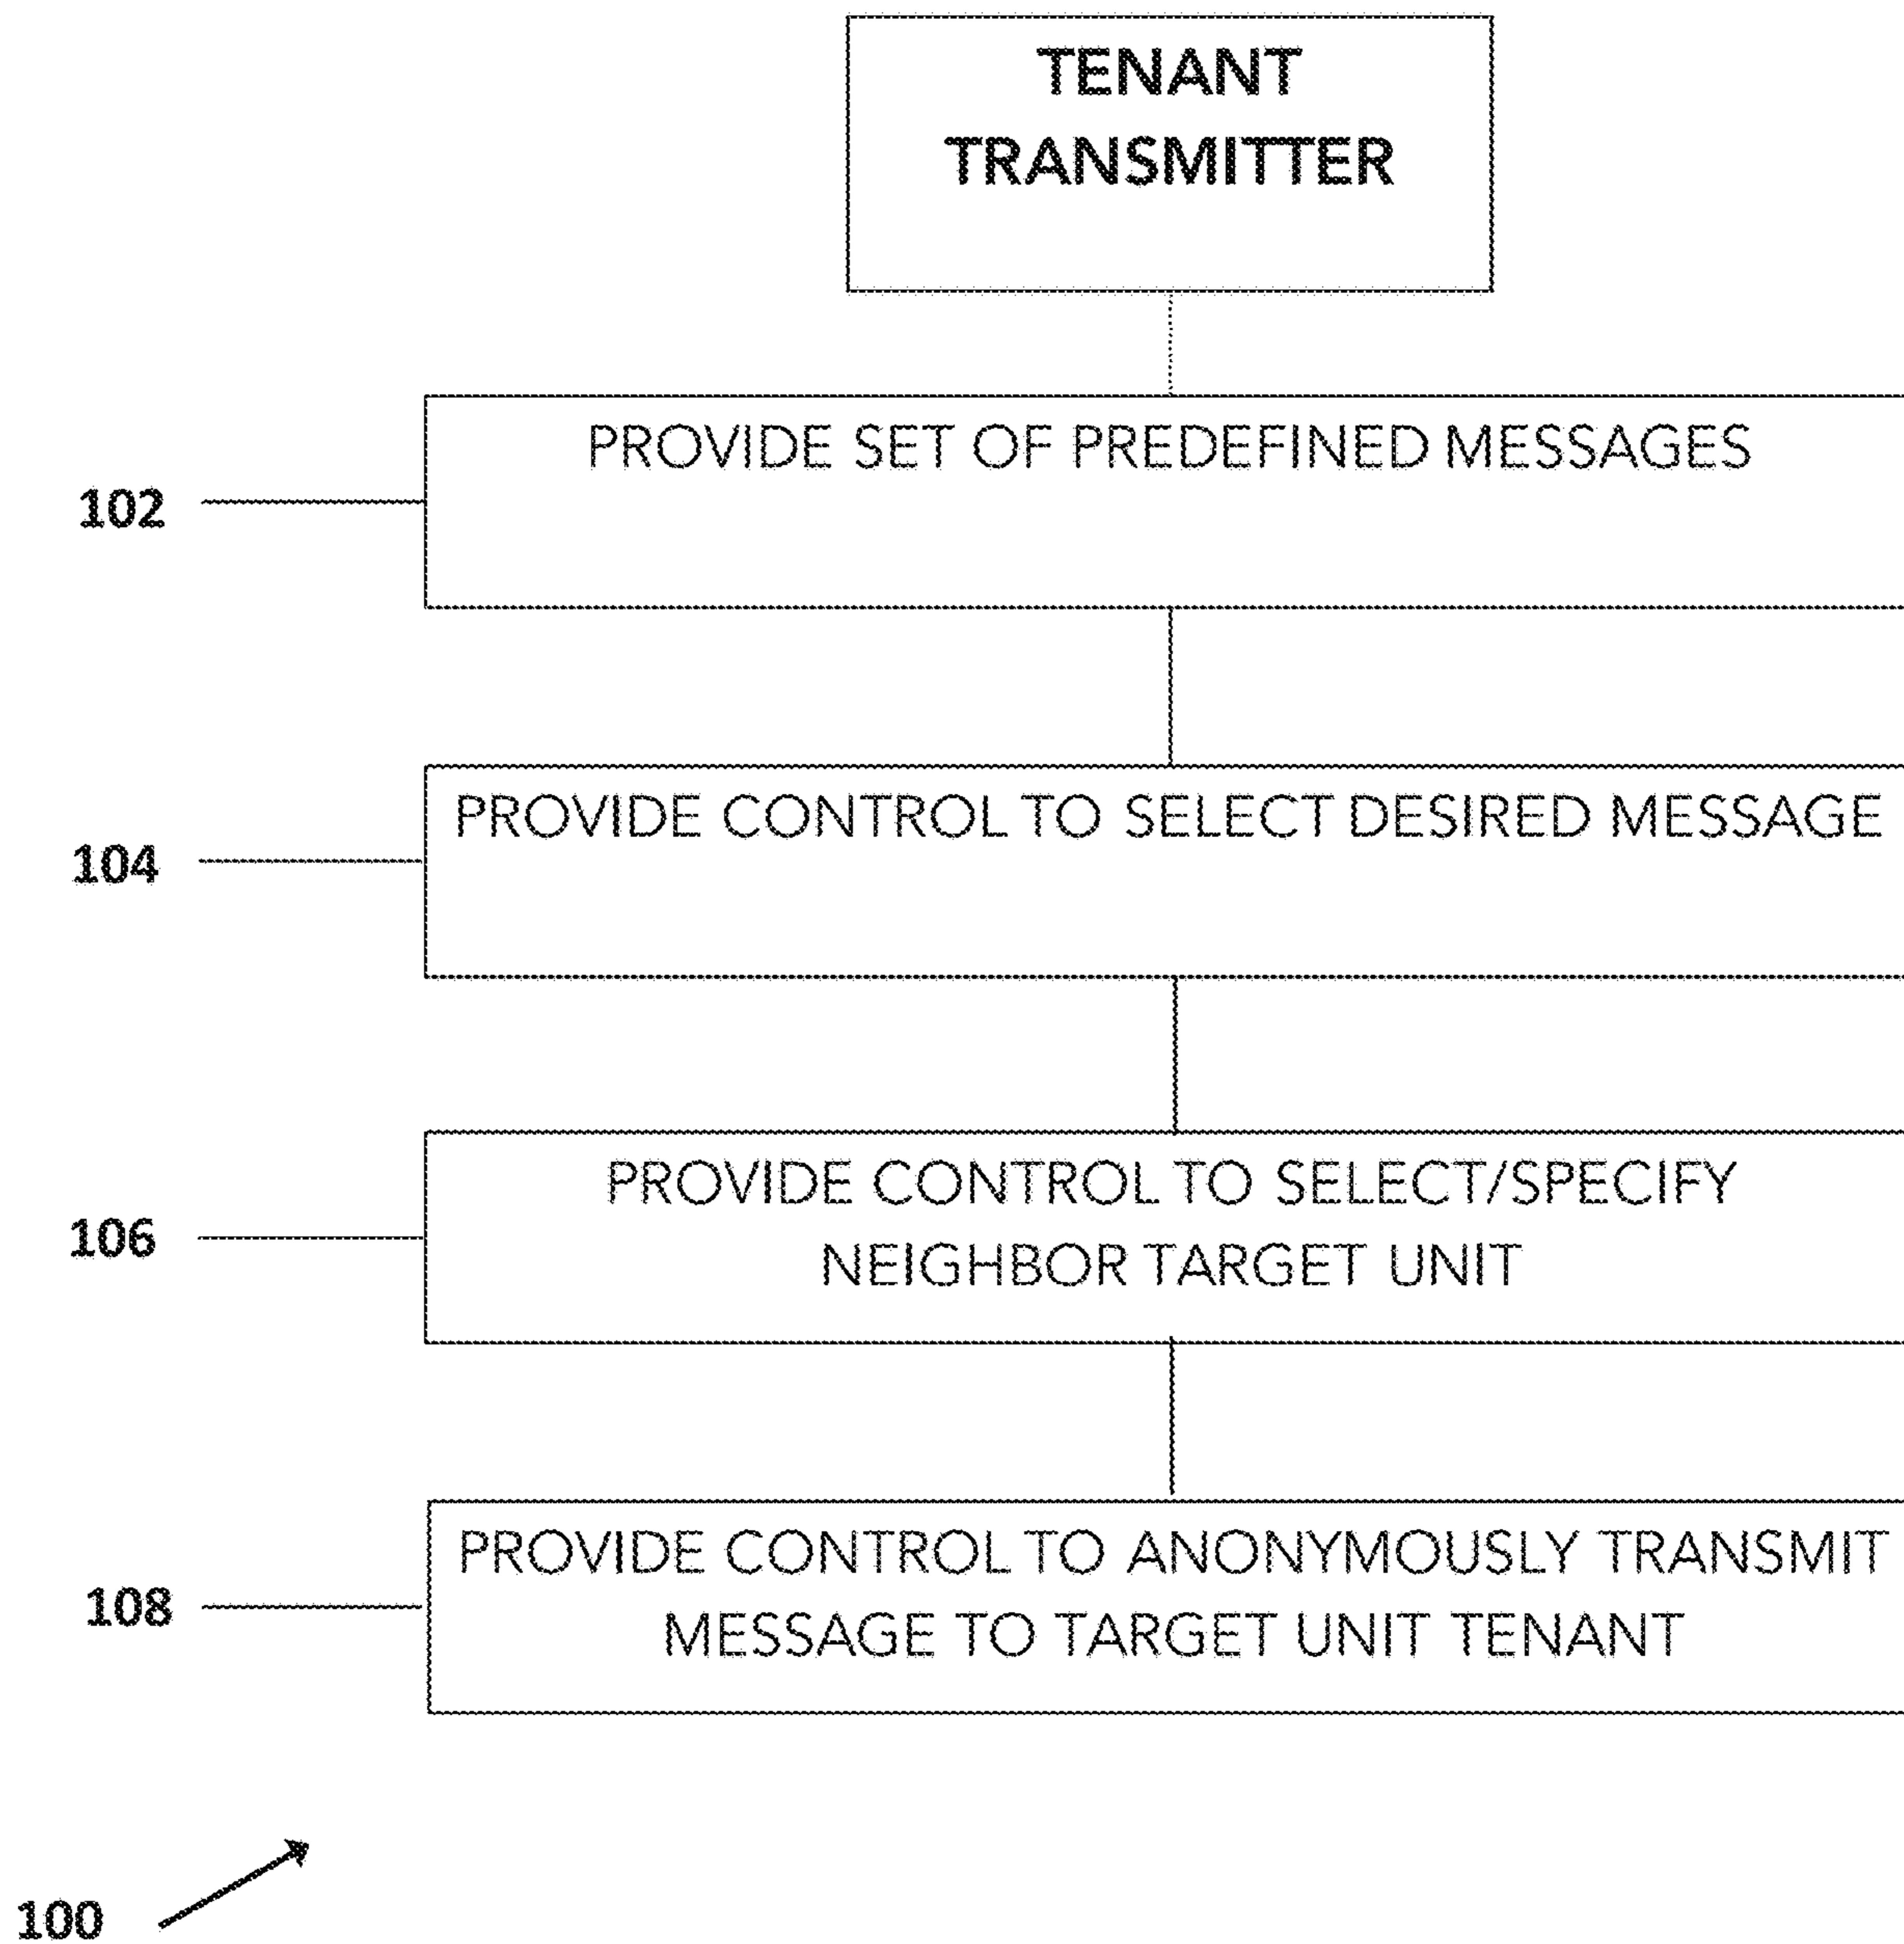 TENANT
TRANSMITTER
PROVIDE SET OF PREDEFINED MESSAGES
102
PROVIDE CONTROL TO SELECT DESIRED MESSAGE
104
PROVIDE CONTROL TO SELECT/SPECIFY
106
NEIGHBOR TARGET UNIT
PROVIDE CONTROL TO ANONYMOUSLY TRANSMIT
108
MESSAGE TO TARGET UNIT TENANT
100